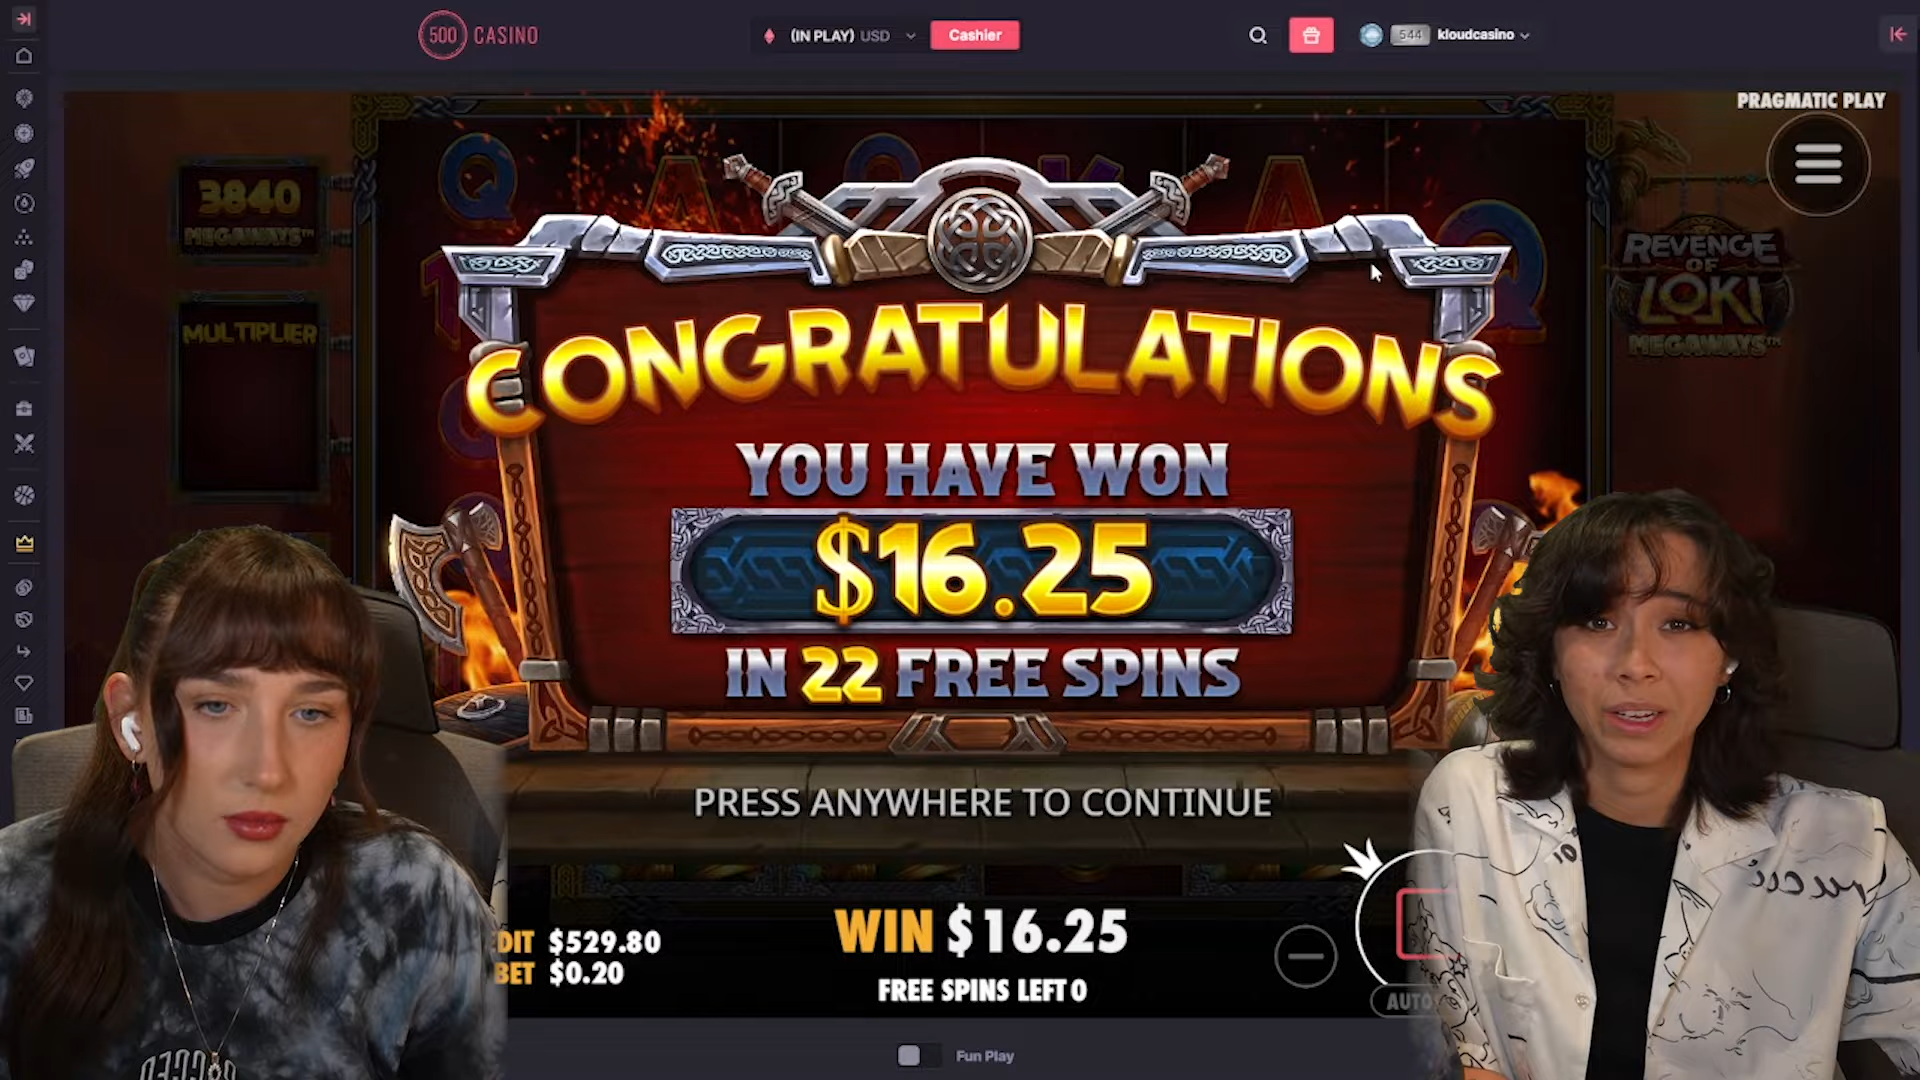 500 CASINO
(IN PLAY) USD
Cashier
544
kloudcasino
PRAGMATIC PLAY
3840
MEGAWAYS™
MULTIPLIER
REVENGE
OF
LOKI
MEGAWAYS™
CONGRATULATIONS
YOU HAVE WON
$16.25
IN 22 FREE SPINS
PRESS ANYWHERE TO CONTINUE
DIT $529.80
BET $0.20
WIN $16.25
FREE SPINS LEFT 0
AUTO
Fun Play